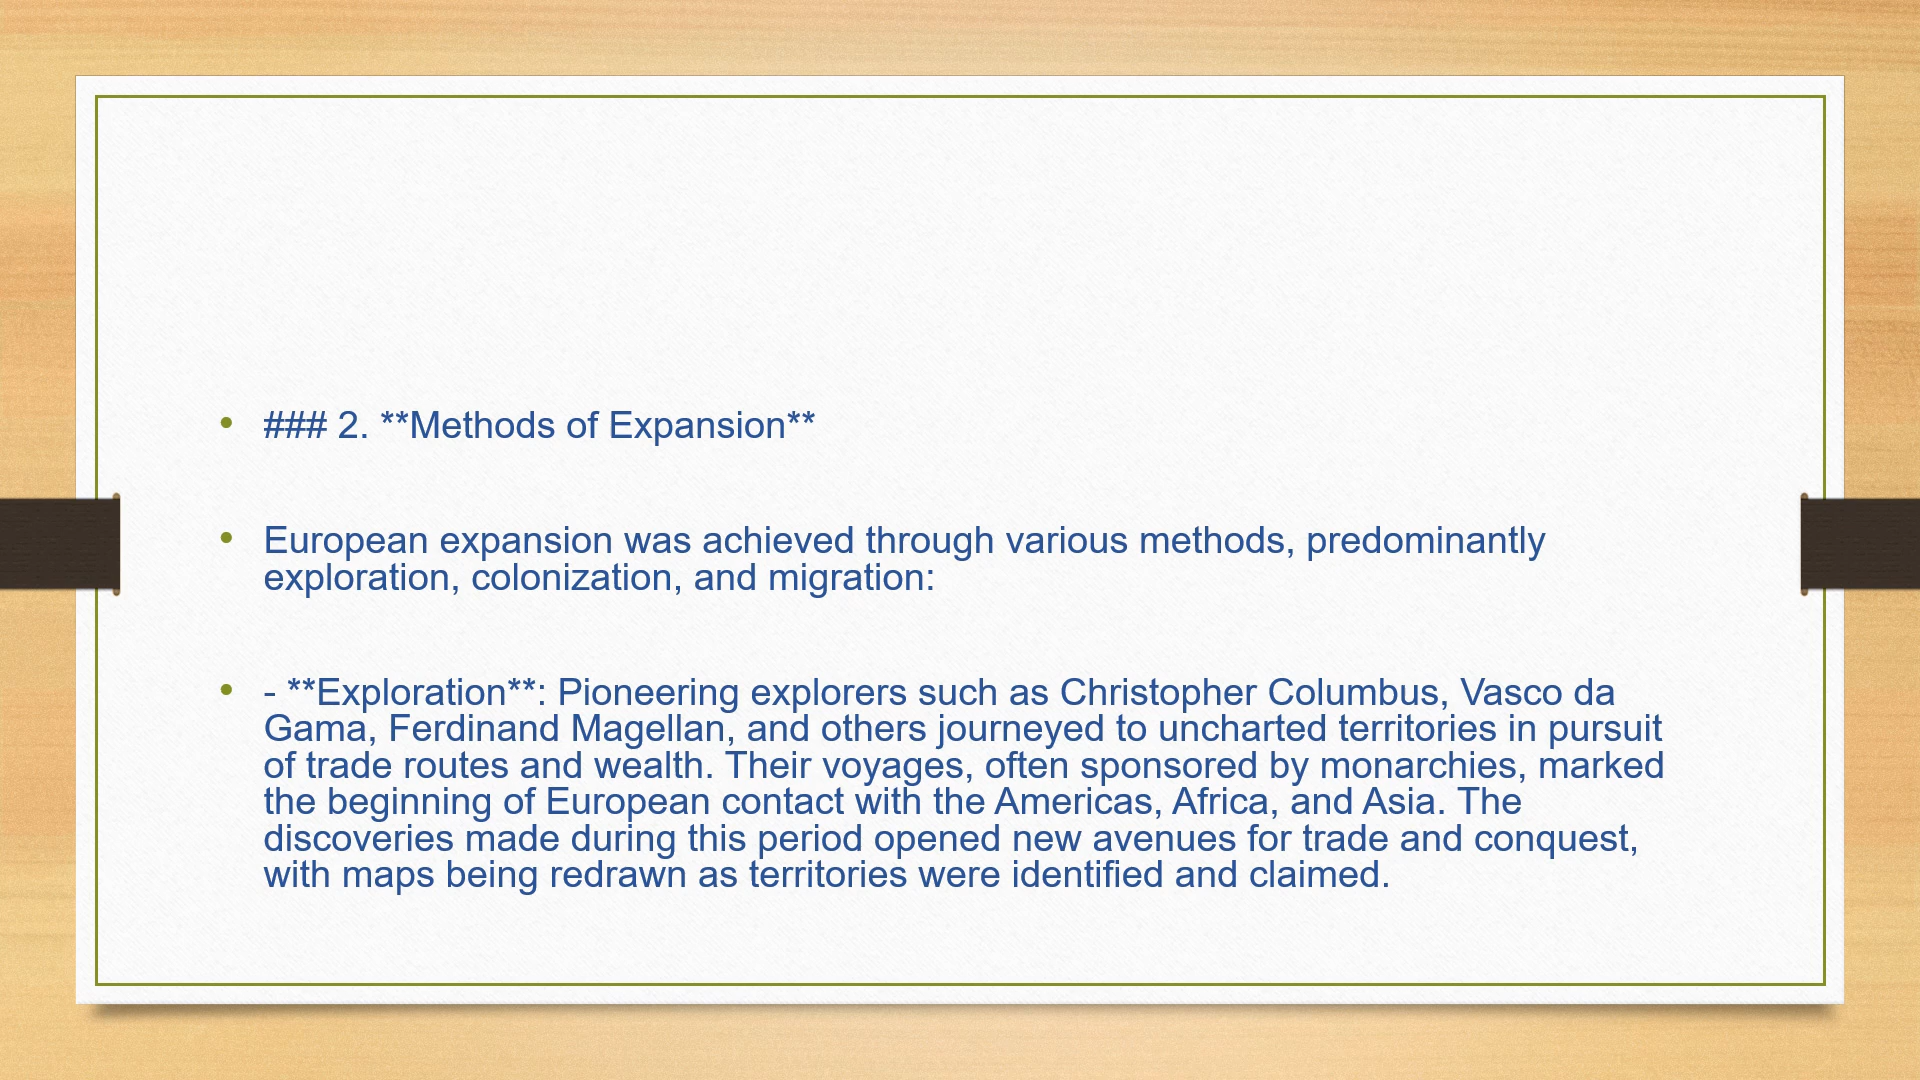 • ### 2. **Methods of Expansion**
• European expansion was achieved through various methods, predominantly
exploration, colonization, and migration:
• - **Exploration**: Pioneering explorers such as Christopher Columbus, Vasco da
Gama, Ferdinand Magellan, and others journeyed to uncharted territories in pursuit
of trade routes and wealth. Their voyages, often sponsored by monarchies, marked
the beginning of European contact with the Americas, Africa, and Asia. The
discoveries made during this period opened new avenues for trade and conquest,
with maps being redrawn as territories were identified and claimed.